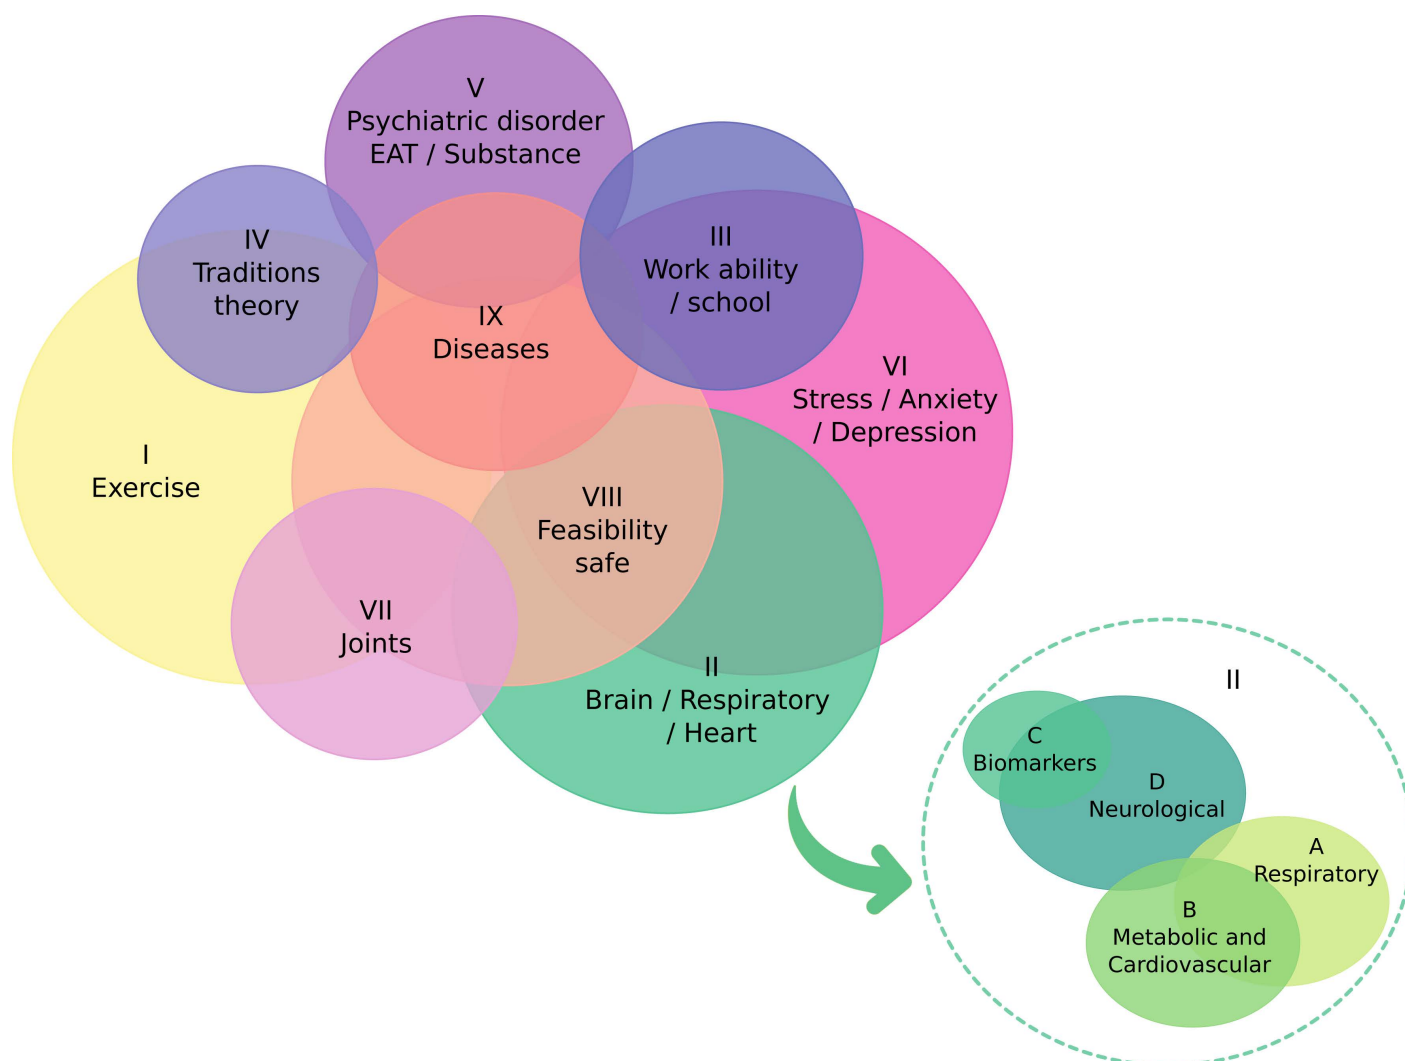 V
Psychiatric disorder
EAT / Substance
IV
Traditions
theory
III
Work ability
/ school
IX
Diseases
VI
Stress / Anxiety
/ Depression
I
Exercise
VIII
Feasibility
safe
VII
Joints
II
Brain / Respiratory
/ Heart
II
C
Biomarkers
D
Neurological
A
Respiratory
B
Metabolic and
Cardiovascular